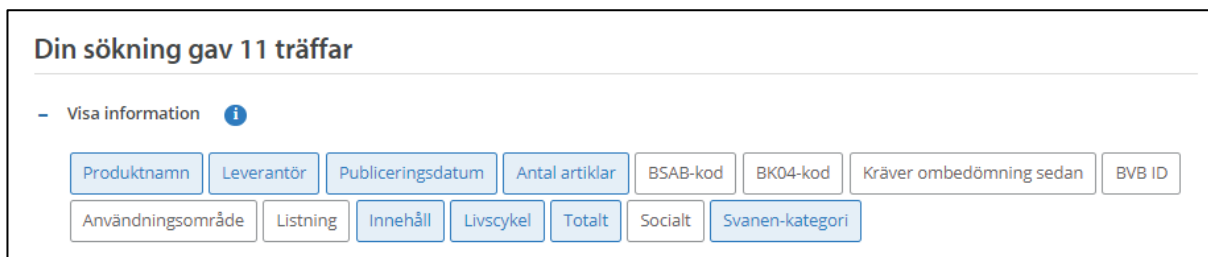 Din sökning gav 11 träffar
– Visa information i
Produktnamn Leverantör Publiceringsdatum Antal artiklar BSAB-kod BK04-kod Kräver ombedömning sedan BVB ID
Användningsområde Listning Innehåll Livscykel Totalt Socialt Svanen-kategori